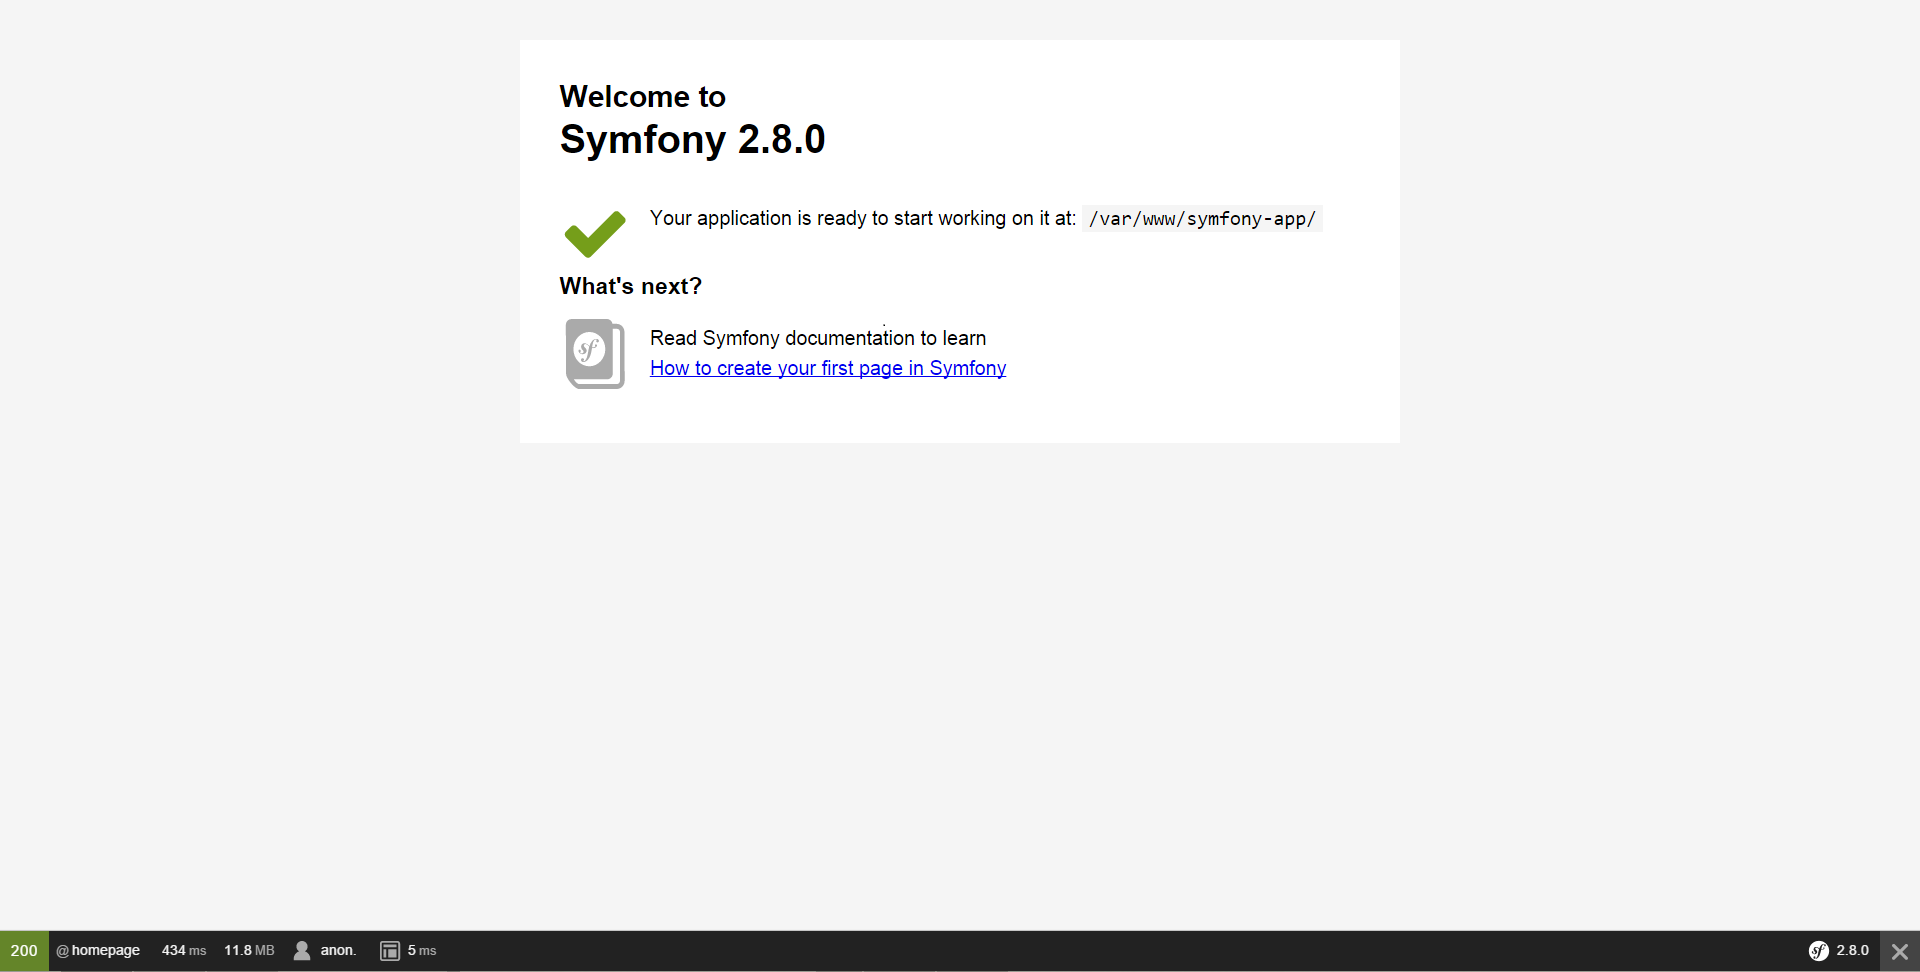 Welcome to
Symfony 2.8.0
Your application is ready to start working on it at: /var/www/symfony-app/
What's next?
sf
Read Symfony documentation to learn
How to create your first page in Symfony
200 @ homepage 434 ms 11.8 MB anon. 5 ms sf 2.8.0